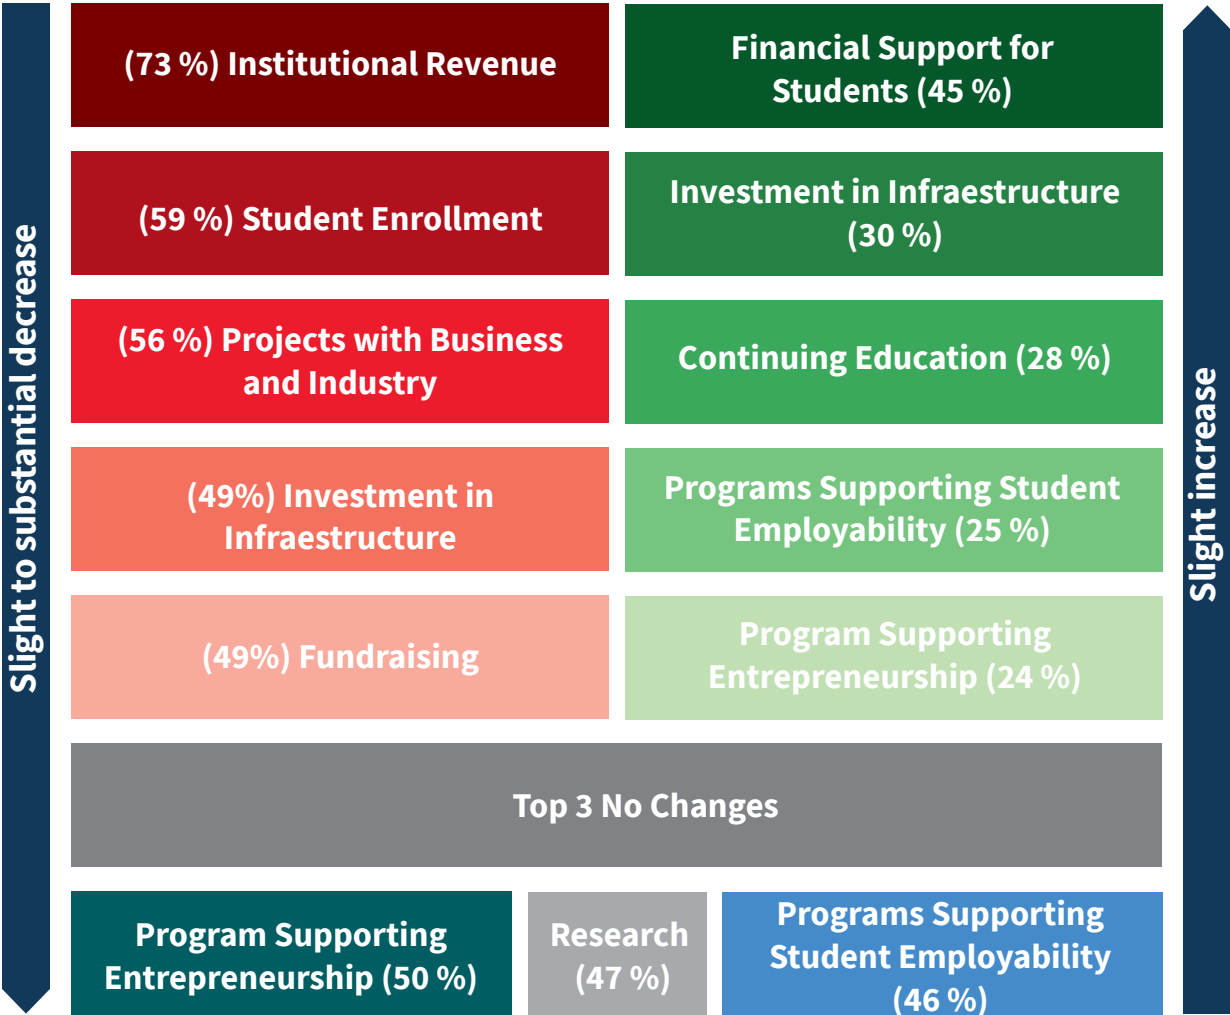 Slight to substantial decrease
(73 %) Institutional Revenue
Financial Support for
Students (45 %)
(59 %) Student Enrollment
Investment in Infraestructure
(30 %)
(56 %) Projects with Business
and Industry
Continuing Education (28 %)
(49%) Investment in
Infraestructure
Programs Supporting Student
Employability (25 %)
(49%) Fundraising
Program Supporting
Entrepreneurship (24 %)
Slight increase
Top 3 No Changes
Program Supporting
Entrepreneurship (50 %)
Research
(47 %)
Programs Supporting
Student Employability
(46 %)